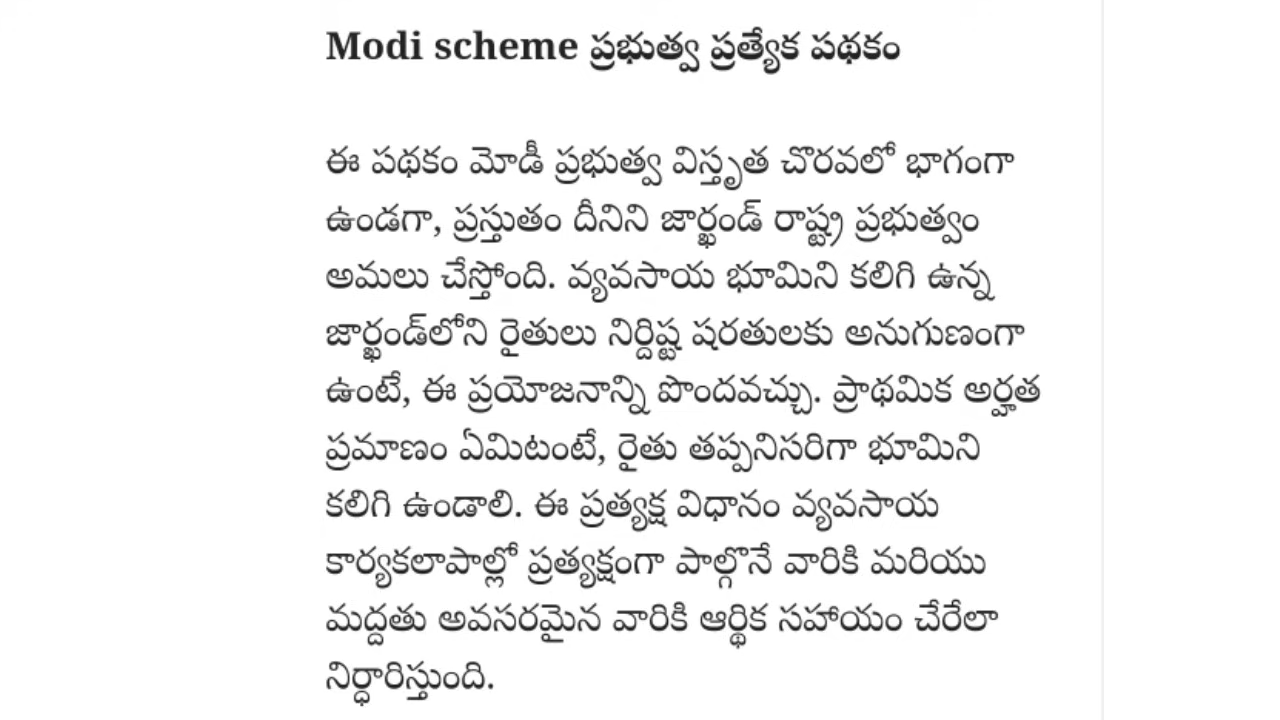 Modi scheme ప్రభుత్వ ప్రత్యేక పథకం
ఈ పథకం మోడీ ప్రభుత్వ విస్తృత చొరవలో భాగంగా
ఉండగా, ప్రస్తుతం దీనిని జార్ఖండ్ రాష్ట్ర ప్రభుత్వం
అమలు చేస్తోంది. వ్యవసాయ భూమిని కలిగి ఉన్న
జార్ఖండ్‌లోని రైతులు నిర్దిష్ట షరతులకు అనుగుణంగా
ఉంటే, ఈ ప్రయోజనాన్ని పొందవచ్చు. ప్రాథమిక అర్హత
ప్రమాణం ఏమిటంటే, రైతు తప్పనిసరిగా భూమిని
కలిగి ఉండాలి. ఈ ప్రత్యక్ష విధానం వ్యవసాయ
కార్యకలాపాల్లో ప్రత్యక్షంగా పాల్గొనే వారికి మరియు
మద్దతు అవసరమైన వారికి ఆర్థిక సహాయం చేరేలా
నిర్ధారిస్తుంది.